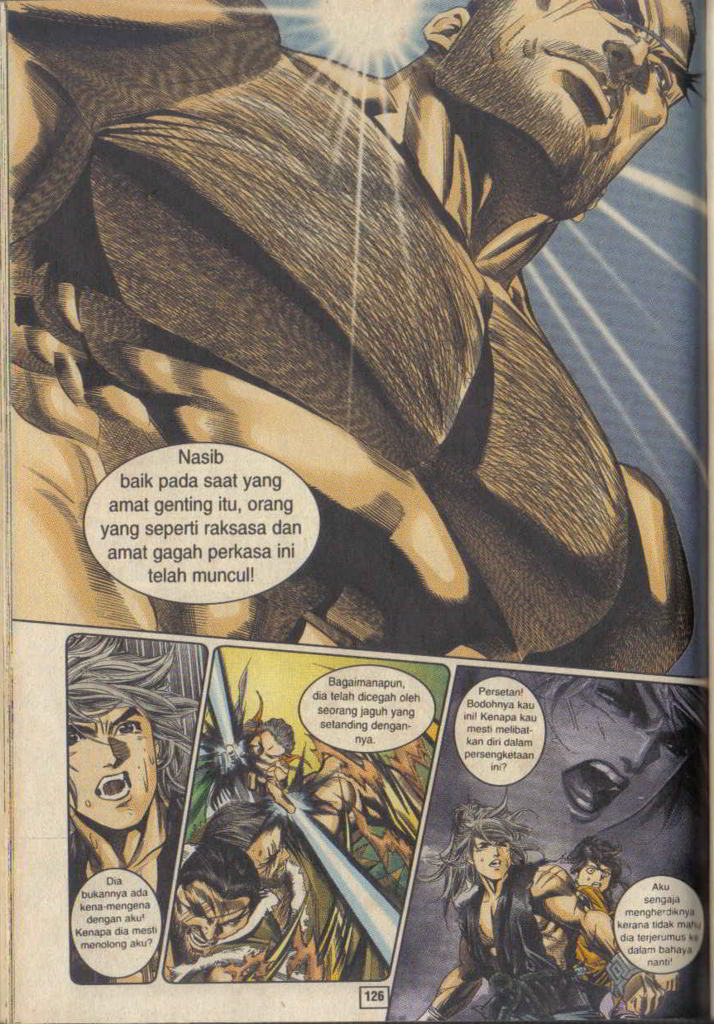 Nasib
baik pada saat yang
amat genting itu, orang
yang seperti raksasa dan
amat gagah perkasa ini
telah muncul!
Dia
bukannya ada
kena-mengena
dengan aku!
Kenapa dia mesti
menolong aku?
Bagaimanapun,
dia telah dicegah oleh
seorang jaguh yang
setanding dengan-
nya.
Persetan!
Bodohnya kau
ini! Kenapa kau
mesti melibat-
kan diri dalam
persengketaan
ini?
Aku
sengaja
mengherdiknya
kerana tidak mahu
dia terjerumus ke
dalam bahaya
nanti!
126